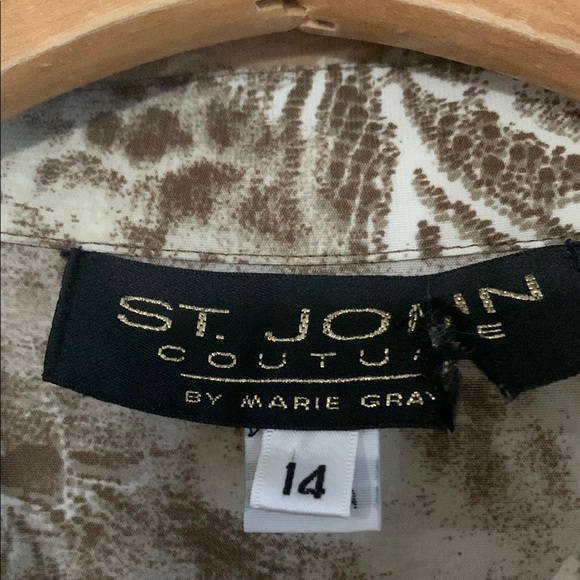 ST. JOHN
COUTURE
BY MARIE GRAY
14